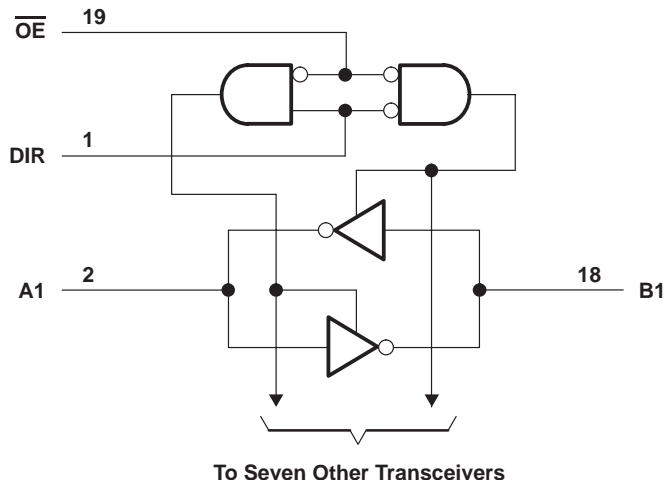 OE 19
DIR 1
A1 2
18 B1
To Seven Other Transceivers